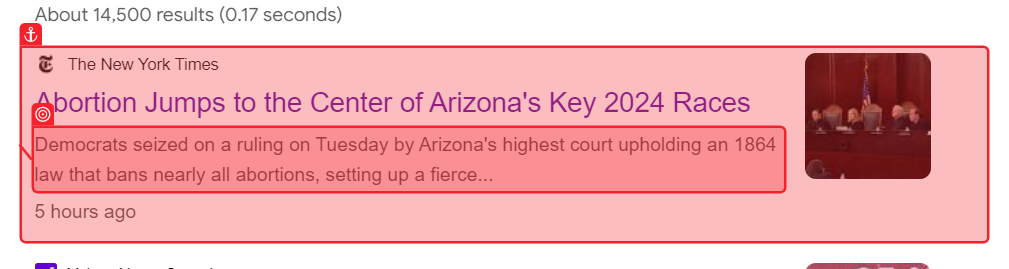 About 14,500 results (0.17 seconds)
The New York Times
Abortion Jumps to the Center of Arizona's Key 2024 Races
Democrats seized on a ruling on Tuesday by Arizona's highest court upholding an 1864
law that bans nearly all abortions, setting up a fierce...
5 hours ago